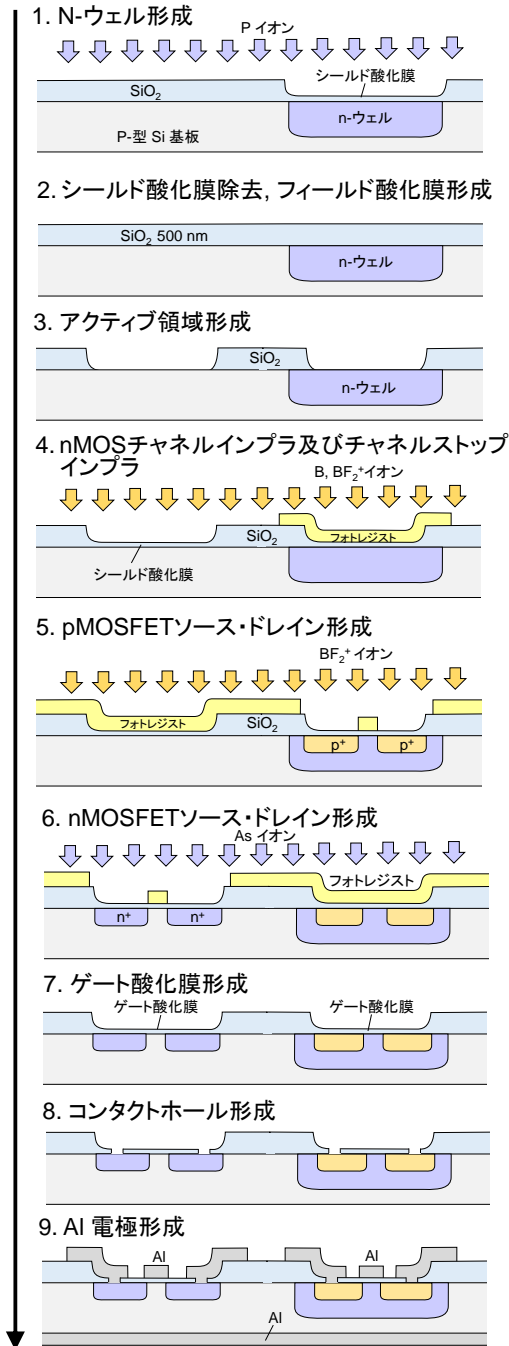 1. N-ウェル形成
P イオン
シールド酸化膜
SiO2
n-ウェル
P-型 Si 基板
2. シールド酸化膜除去, フィールド酸化膜形成
SiO2 500 nm
n-ウェル
3. アクティブ領域形成
SiO2
n-ウェル
4. nMOSチャネルインプラ及びチャネルストップ
インプラ
B, BF2+イオン
SiO2
フォトレジスト
シールド酸化膜
5. pMOSFETソース・ドレイン形成
BF2+ イオン
フォトレジスト
SiO2
p+
p+
6. nMOSFETソース・ドレイン形成
As イオン
フォトレジスト
n+
n+
7. ゲート酸化膜形成
ゲート酸化膜
ゲート酸化膜
8. コンタクトホール形成
9. Al 電極形成
Al
Al
Al